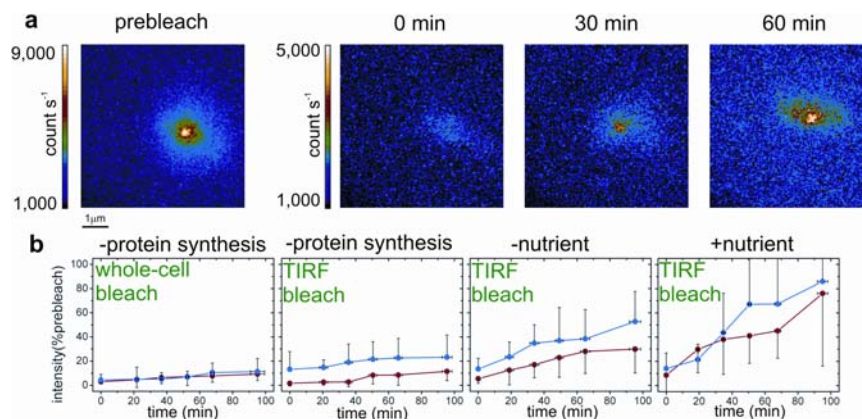 a
prebleach
0 min
30 min
60 min
9,000
count s⁻¹
1,000
5,000
count s⁻¹
1,000
1μm
b
-protein synthesis
-protein synthesis
-nutrient
+nutrient
whole-cell
bleach
TIRF
bleach
TIRF
bleach
TIRF
bleach
intensity(%prebleach)
100
80
60
40
20
0
0 20 40 60 80 100
0 20 40 60 80 100
0 20 40 60 80 100
0 20 40 60 80 100
time (min)
time (min)
time (min)
time (min)